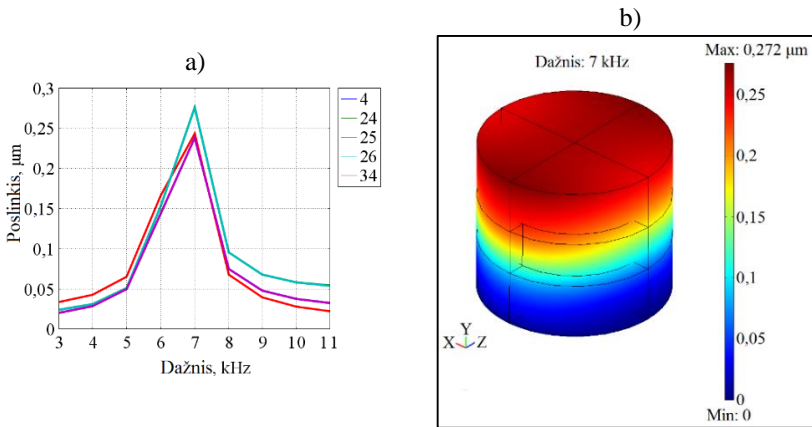 a)
0,3
0,25
0,2
0,15
0,1
0,05
0
Poslinkis, µm
3 4 5 6 7 8 9 10 11
Dažnis, kHz
4
24
25
26
34
b)
Dažnis: 7 kHz
Max: 0,272 µm
0,25
0,2
0,15
0,1
0,05
0
Min: 0
Y
X Z